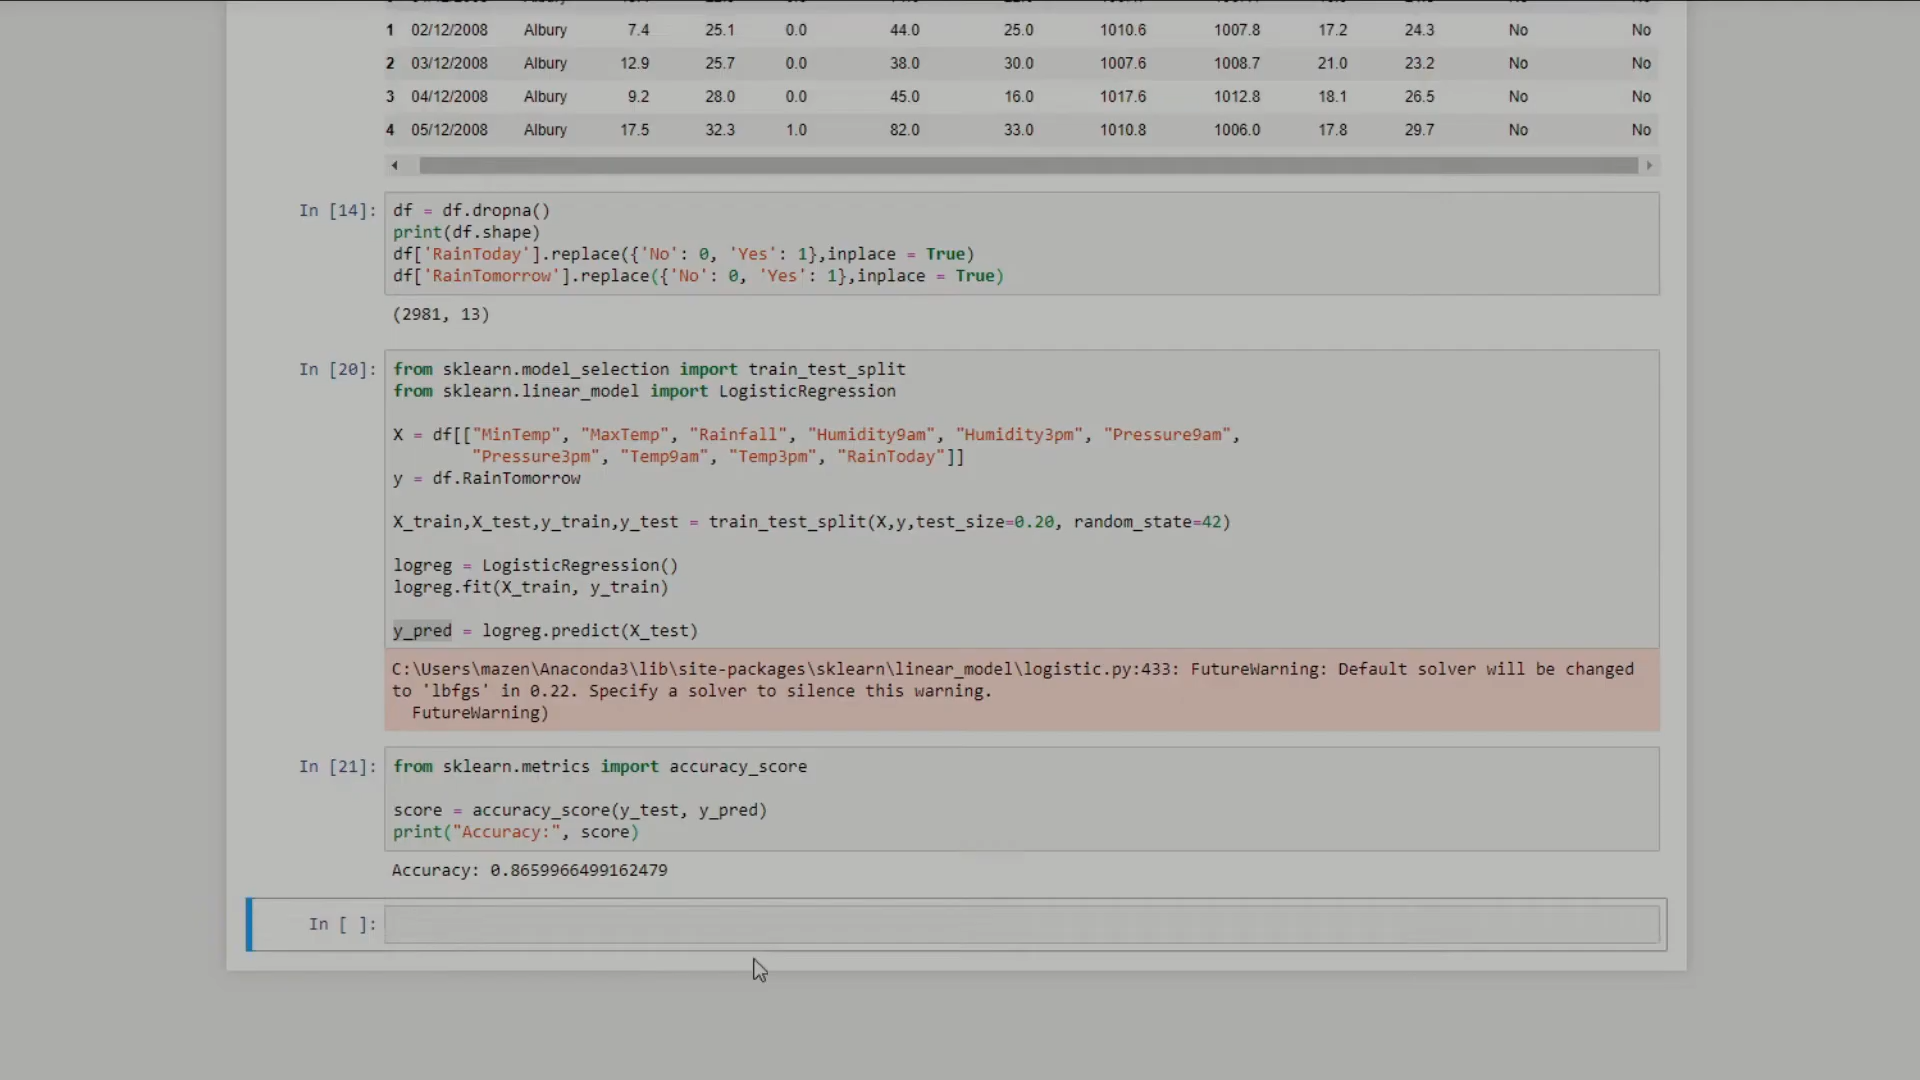 1 02/12/2008 Albury 7.4 25.1 0.0 44.0 25.0 1010.6 1007.8 17.2 24.3 No No
2 03/12/2008 Albury 12.9 25.7 0.0 38.0 30.0 1007.6 1008.7 21.0 23.2 No No
3 04/12/2008 Albury 9.2 28.0 0.0 45.0 16.0 1017.6 1012.8 18.1 26.5 No No
4 05/12/2008 Albury 17.5 32.3 1.0 82.0 33.0 1010.8 1006.0 17.8 29.7 No No
In [14]: df = df.dropna()
print(df.shape)
df['RainToday'].replace({'No': 0, 'Yes': 1},inplace = True)
df['RainTomorrow'].replace({'No': 0, 'Yes': 1},inplace = True)
(2981, 13)
In [20]: from sklearn.model_selection import train_test_split
from sklearn.linear_model import LogisticRegression
X = df[["MinTemp", "MaxTemp", "Rainfall", "Humidity9am", "Humidity3pm", "Pressure9am",
"Pressure3pm", "Temp9am", "Temp3pm", "RainToday"]]
y = df.RainTomorrow
X_train,X_test,y_train,y_test = train_test_split(X,y,test_size=0.20, random_state=42)
logreg = LogisticRegression()
logreg.fit(X_train, y_train)
y_pred = logreg.predict(X_test)
C:\Users\mazen\Anaconda3\lib\site-packages\sklearn\linear_model\logistic.py:433: FutureWarning: Default solver will be changed
to 'lbfgs' in 0.22. Specify a solver to silence this warning.
FutureWarning)
In [21]: from sklearn.metrics import accuracy_score
score = accuracy_score(y_test, y_pred)
print("Accuracy:", score)
Accuracy: 0.8659966499162479
In [ ]: